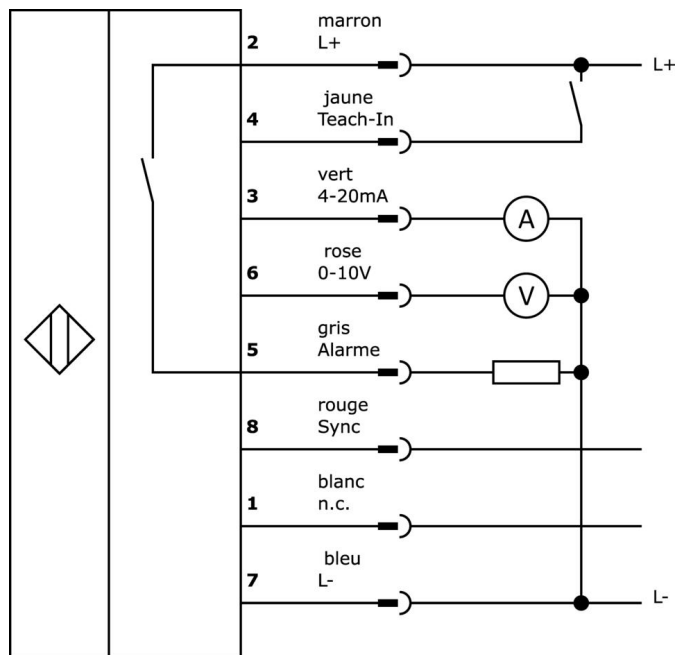 marron
2 L+
L+
jaune
4 Teach-In
vert
3 4-20mA
A
rose
6 0-10V
V
gris
5 Alarme
rouge
8 Sync
blanc
1 n.c.
bleu
7 L-
L-